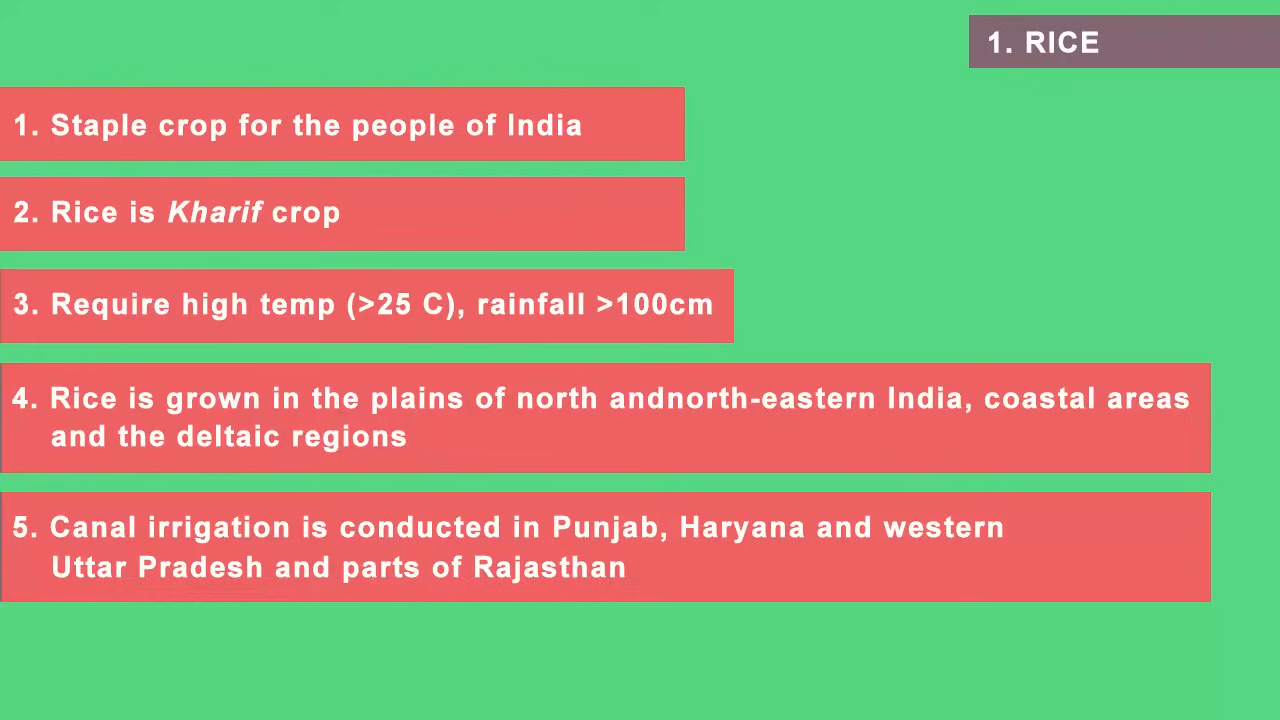 1. RICE
1. Staple crop for the people of India
2. Rice is Kharif crop
3. Require high temp (>25 C), rainfall >100cm
4. Rice is grown in the plains of north andnorth-eastern India, coastal areas
and the deltaic regions
5. Canal irrigation is conducted in Punjab, Haryana and western
Uttar Pradesh and parts of Rajasthan